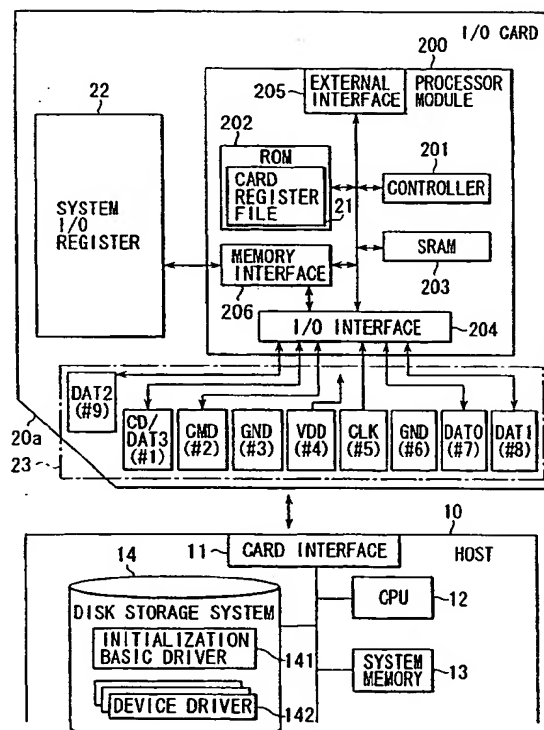 I/O CARD
200
22
EXTERNAL INTERFACE
PROCESSOR MODULE
205
202
ROM
201
CARD REGISTER FILE
21
CONTROLLER
SYSTEM I/O REGISTER
MEMORY INTERFACE
206
SRAM
203
I/O INTERFACE
204
DAT2 (#9)
CD/DAT3 (#1)
CMD (#2)
GND (#3)
VDD (#4)
CLK (#5)
GND (#6)
DAT0 (#7)
DAT1 (#8)
20a
23
10
11
CARD INTERFACE
HOST
14
DISK STORAGE SYSTEM
CPU
12
INITIALIZATION BASIC DRIVER
141
SYSTEM MEMORY
13
DEVICE DRIVER
142